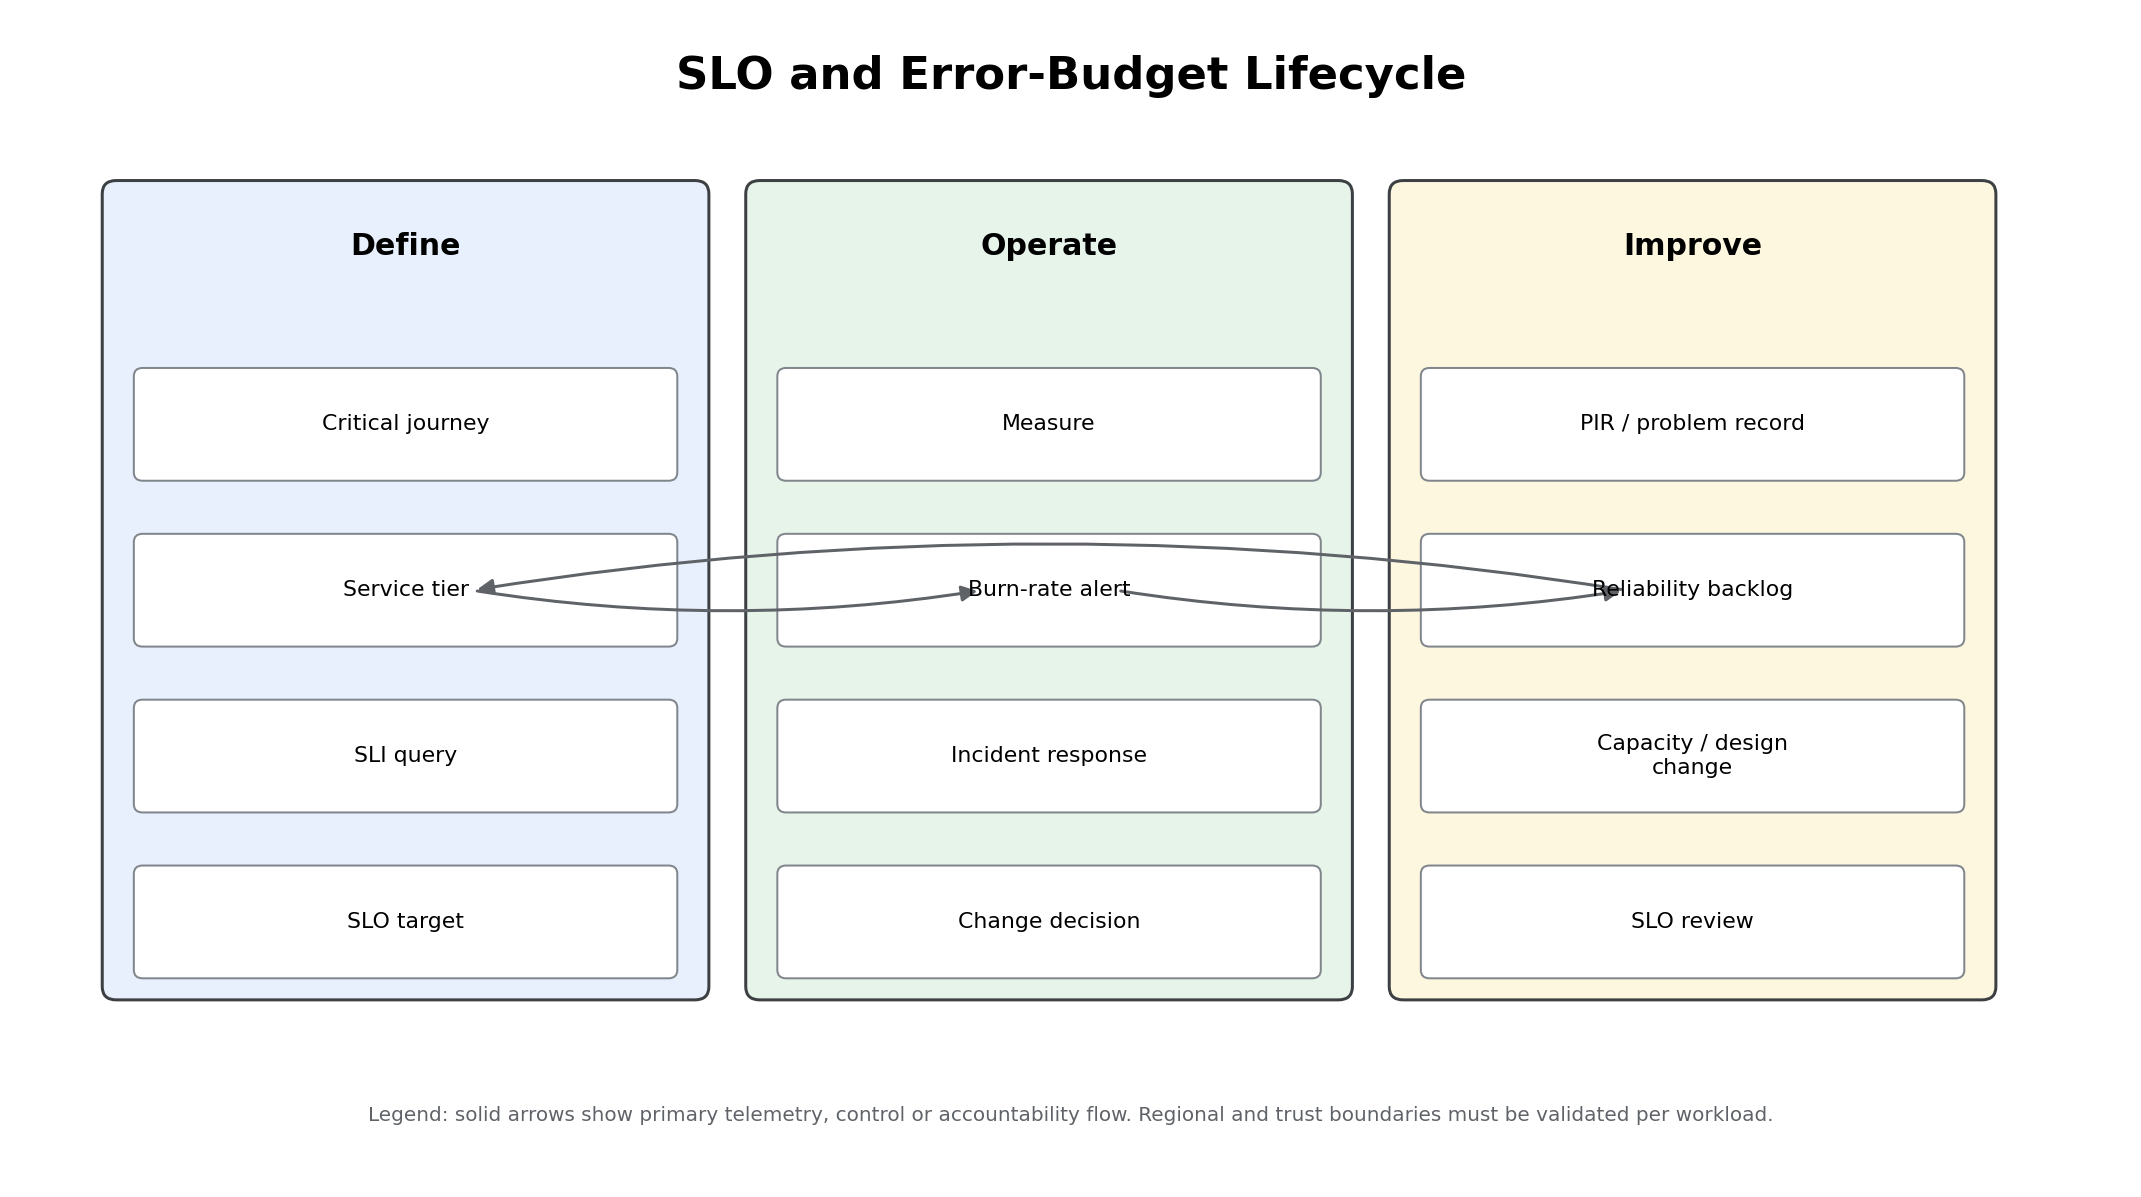 SLO and Error-Budget Lifecycle
Define
Critical journey
Service tier
SLI query
SLO target
Operate
Measure
Burn-rate alert
Incident response
Change decision
Improve
PIR / problem record
Reliability backlog
Capacity / design
change
SLO review
Legend: solid arrows show primary telemetry, control or accountability flow. Regional and trust boundaries must be validated per workload.